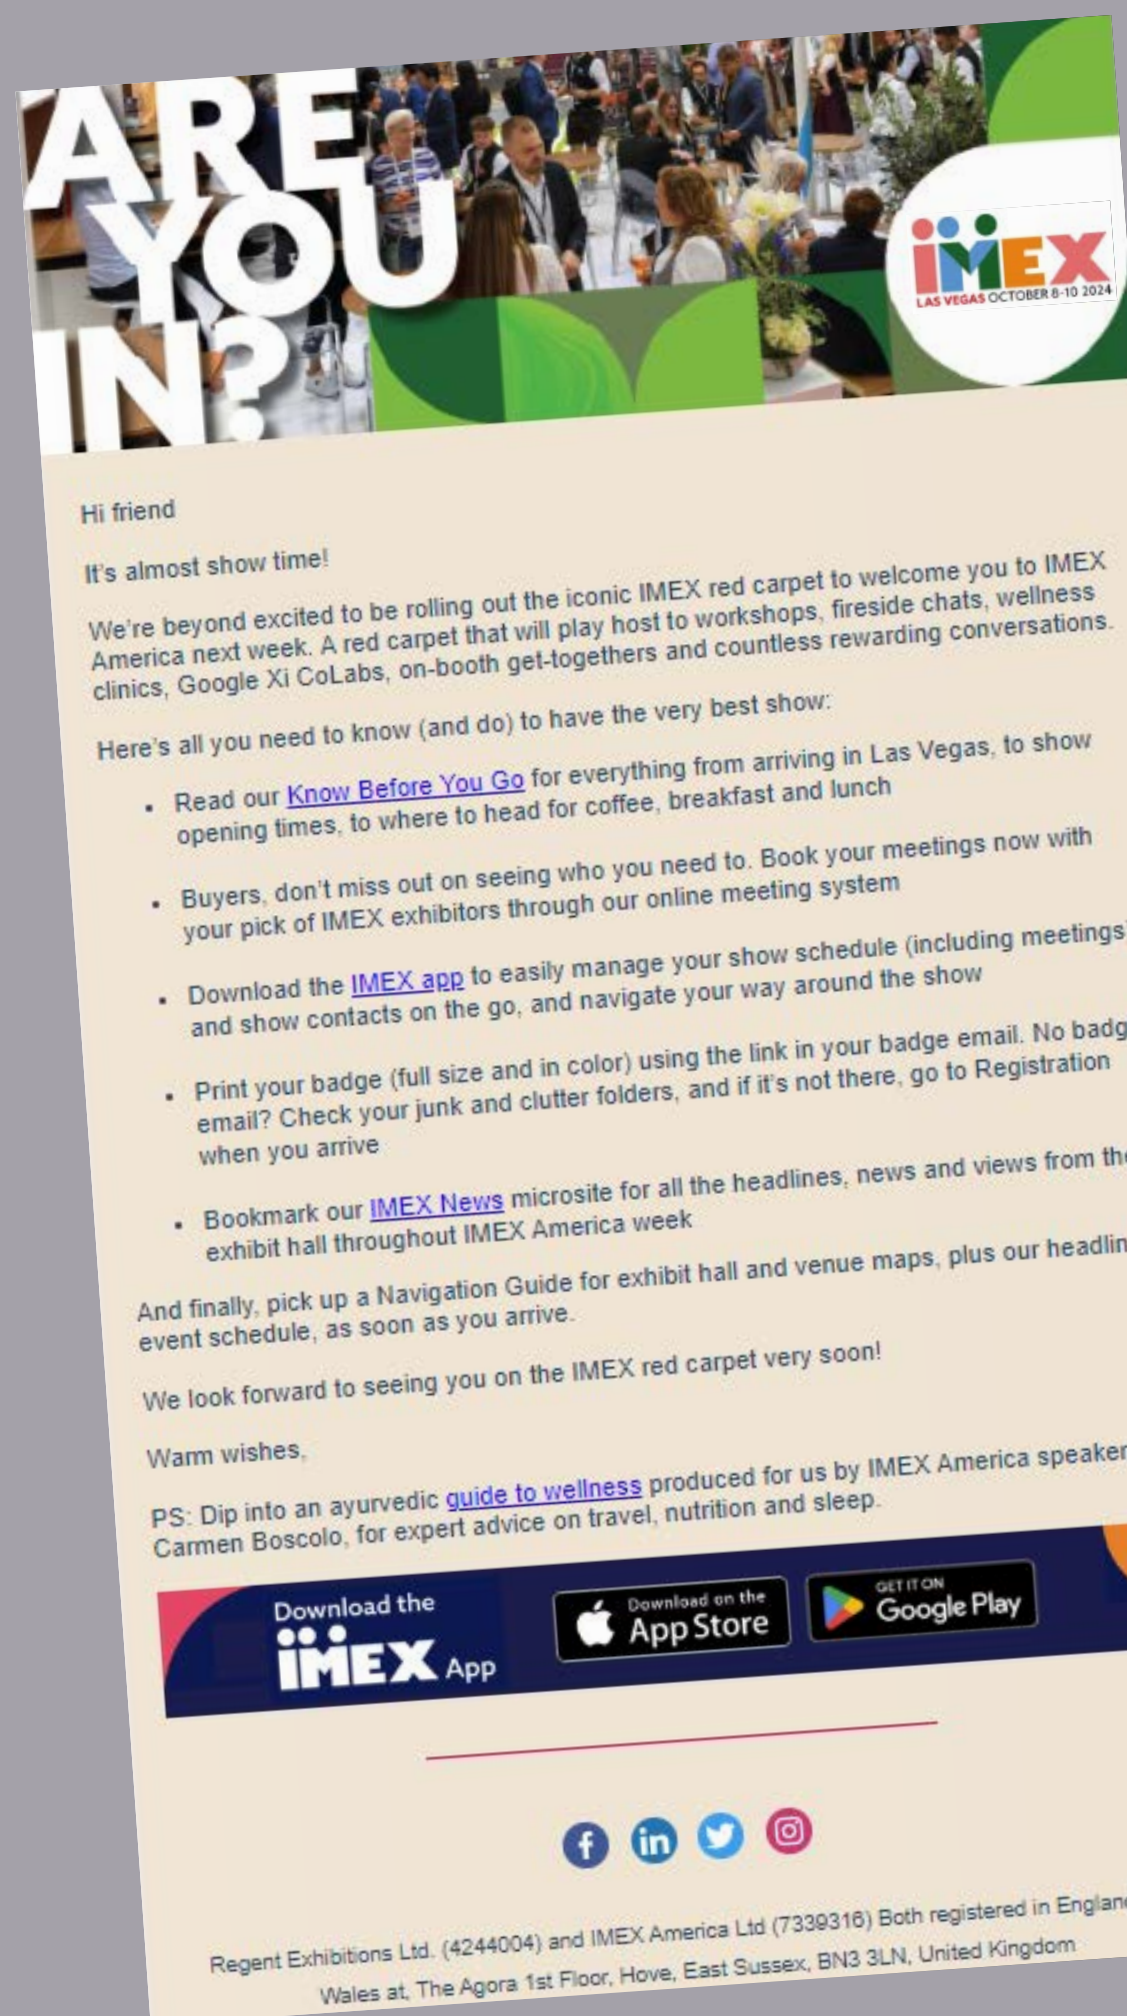 ARE
YOU
IN?
IMEX
LAS VEGAS OCTOBER 8-10 2024
Hi friend
It's almost show time!
We're beyond excited to be rolling out the iconic IMEX red carpet to welcome you to IMEX
America next week. A red carpet that will play host to workshops, fireside chats, wellness
clinics, Google Xi CoLabs, on-booth get-togethers and countless rewarding conversations.
Here's all you need to know (and do) to have the very best show:
• Read our Know Before You Go for everything from arriving in Las Vegas, to show
opening times, to where to head for coffee, breakfast and lunch
• Buyers, don't miss out on seeing who you need to. Book your meetings now with
your pick of IMEX exhibitors through our online meeting system
• Download the IMEX app to easily manage your show schedule (including meetings)
and show contacts on the go, and navigate your way around the show
• Print your badge (full size and in color) using the link in your badge email. No badg
email? Check your junk and clutter folders, and if it's not there, go to Registration
when you arrive
• Bookmark our IMEX News microsite for all the headlines, news and views from the
exhibit hall throughout IMEX America week
And finally, pick up a Navigation Guide for exhibit hall and venue maps, plus our headlin
event schedule, as soon as you arrive.
We look forward to seeing you on the IMEX red carpet very soon!
Warm wishes,
PS: Dip into an ayurvedic guide to wellness produced for us by IMEX America speaker
Carmen Boscolo, for expert advice on travel, nutrition and sleep.
Download the
IMEX App
Download on the
App Store
GET IT ON
Google Play
f in
Regent Exhibitions Ltd. (4244004) and IMEX America Ltd (7339316) Both registered in England
Wales at, The Agora 1st Floor, Hove, East Sussex, BN3 3LN, United Kingdom